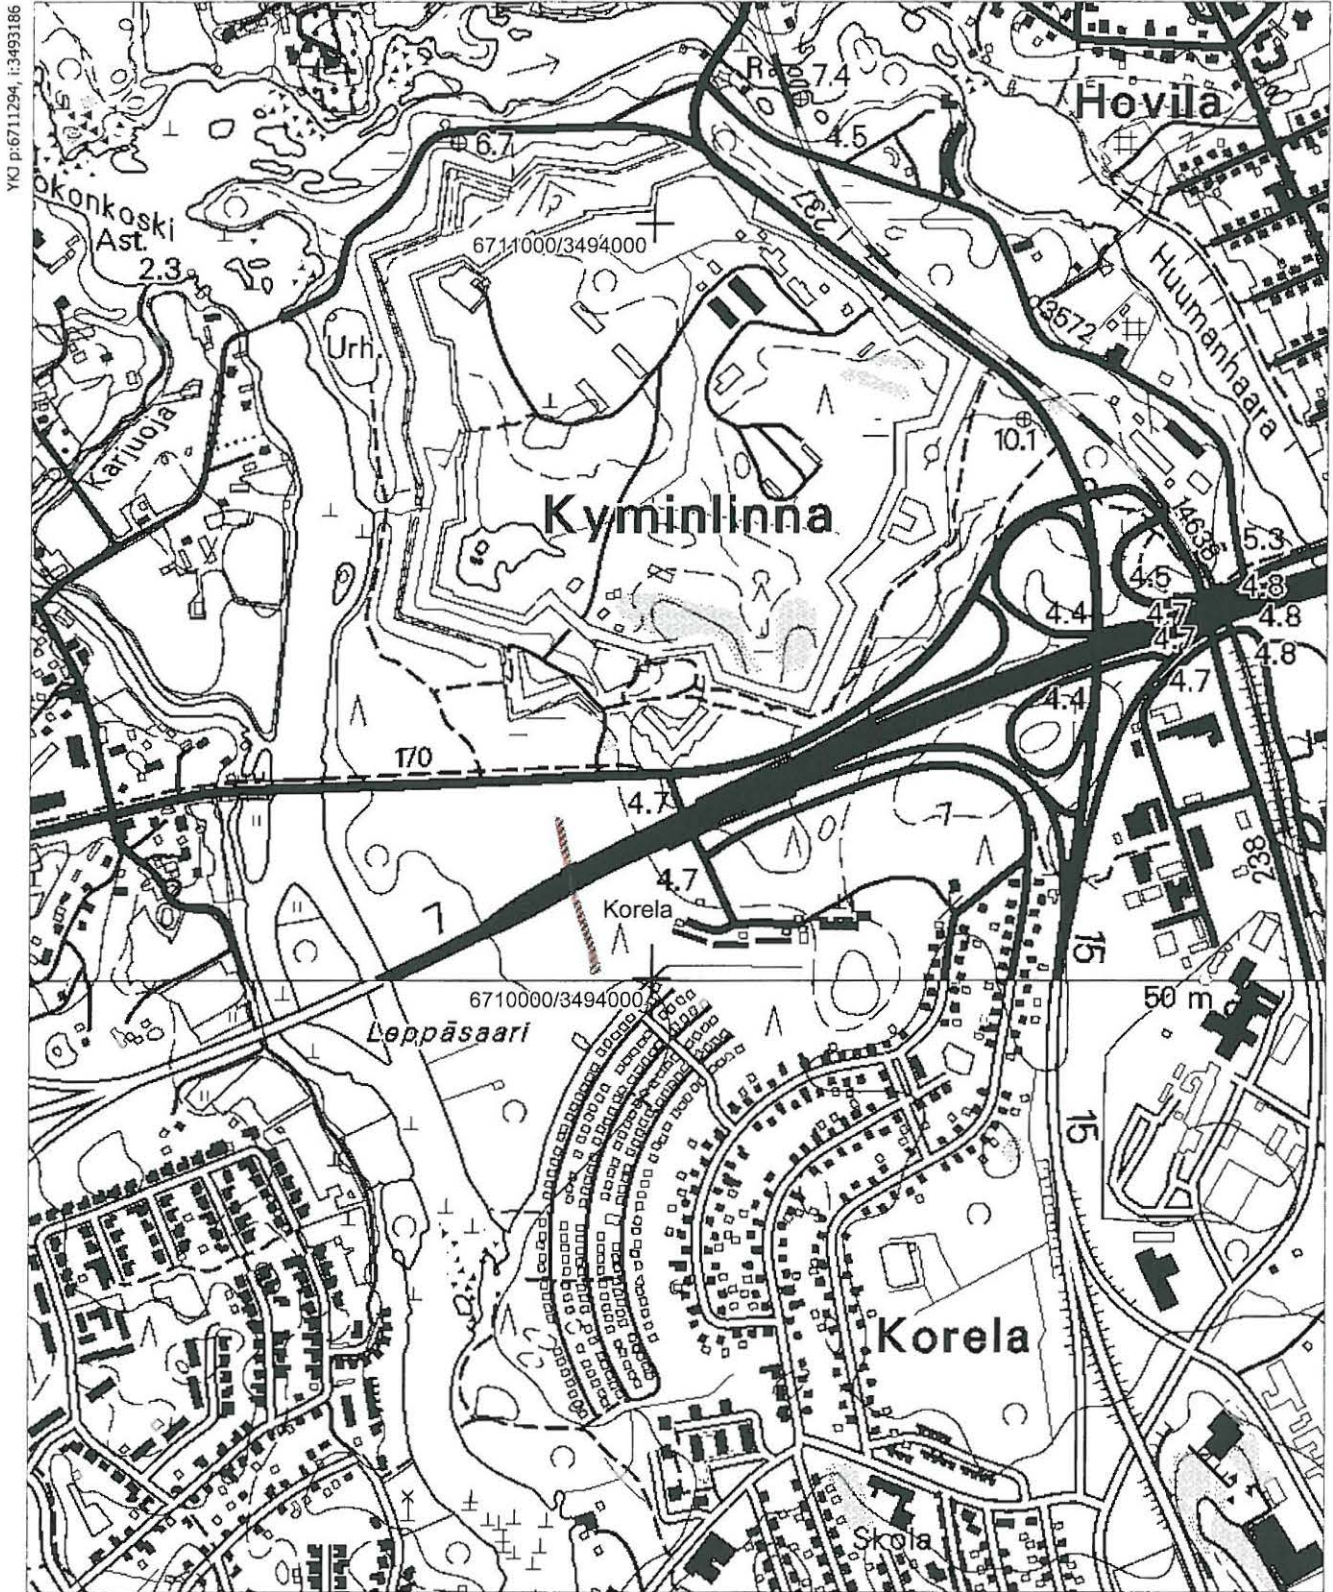 YKJ p:6711294, i:3493186
R
7.4
Hovila
4.5
6.7
237
okonkoski
Ast.
2.3
6711000/3494000
Huumanhaara
3572
Urh.
10.1
Karjuoja
Kyminlinna
14638
5.3
4.5
4.8
4.4
4.7
4.8
4.7
4.8
4.7
4.4
170
4.7
7
238
4.7
Korela
7
15
6710000/3494000
50 m
Leppäsaari
15
Korela
Skola